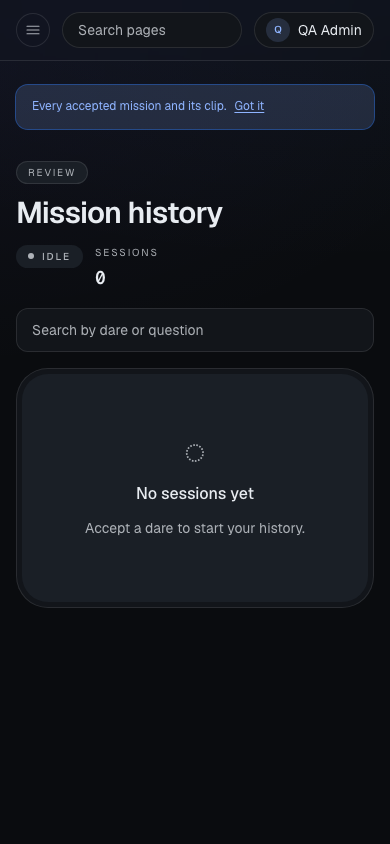 Search pages
Q
QA Admin
Every accepted mission and its clip. Got it
REVIEW
Mission history
IDLE
SESSIONS
0
Search by dare or question
No sessions yet
Accept a dare to start your history.